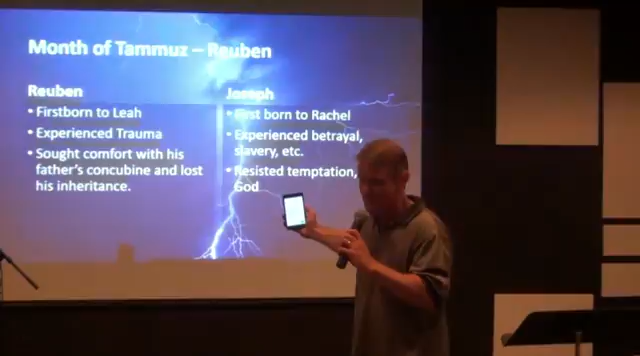 Month of Tammuz – Reuben
Reuben
• Firstborn to Leah
• Experienced Trauma
• Sought comfort with his
father's concubine and lost
his inheritance.
Joseph
• First born to Rachel
• Experienced betrayal,
slavery, etc.
• Resisted temptation,
God